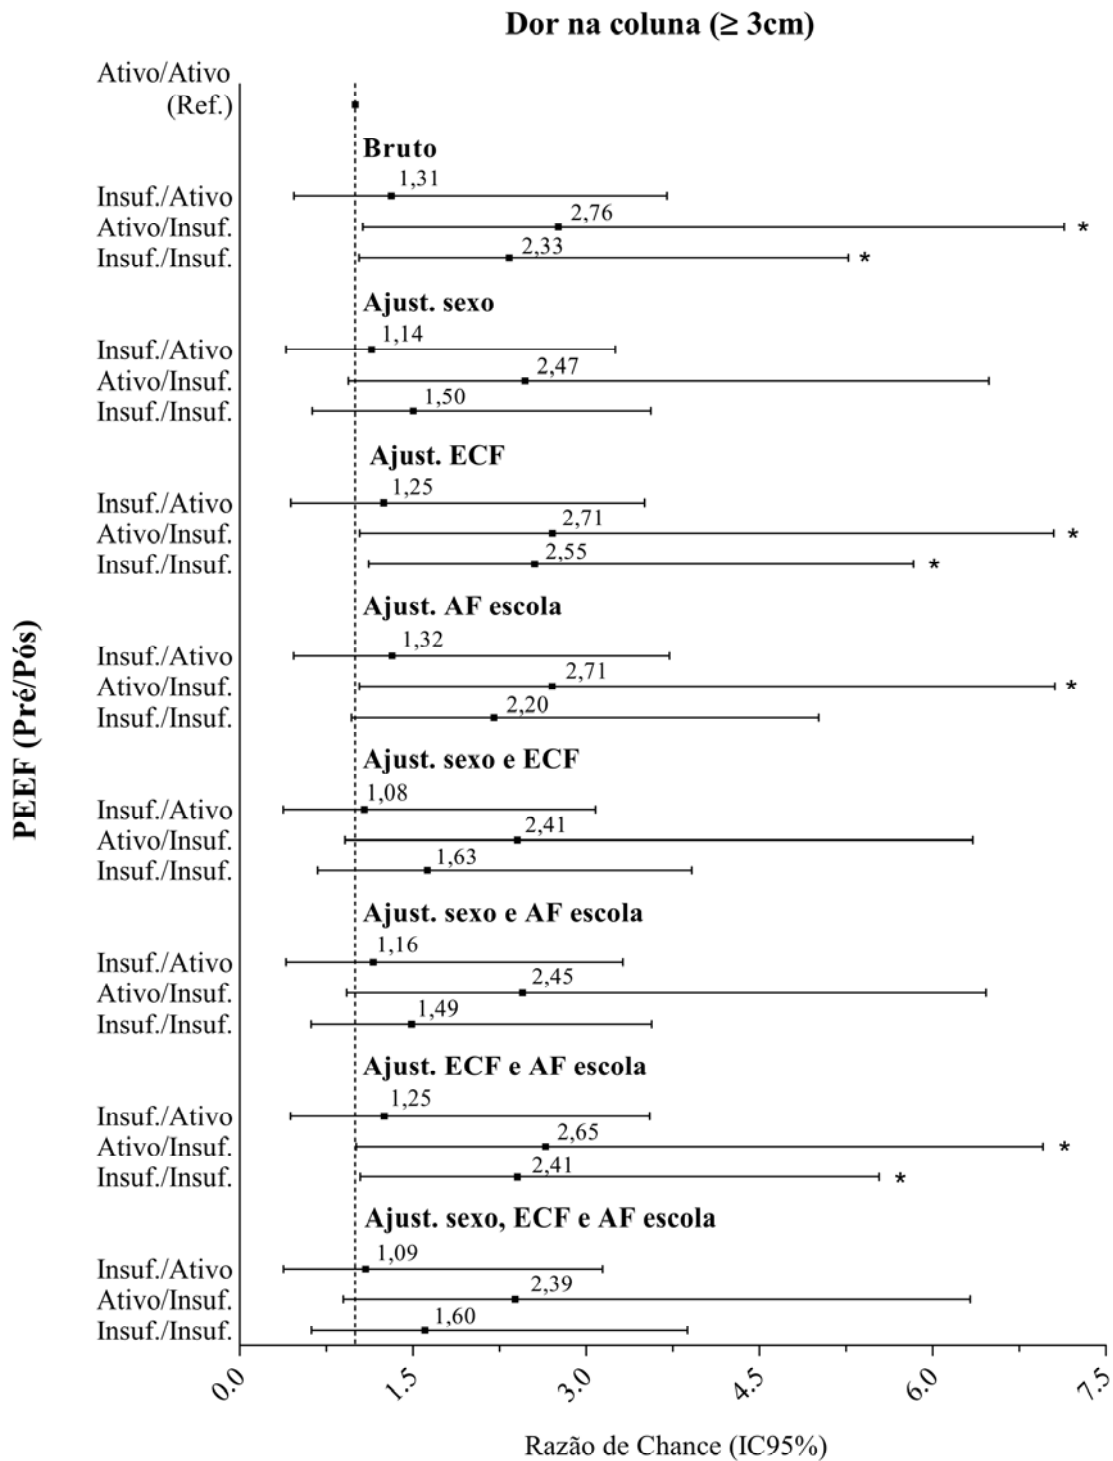 Dor na coluna (≥ 3cm)
Ativo/Ativo
(Ref.)
Bruto
Insuf./Ativo 1,31
Ativo/Insuf. 2,76 *
Insuf./Insuf. 2,33 *
Ajust. sexo
Insuf./Ativo 1,14
Ativo/Insuf. 2,47
Insuf./Insuf. 1,50
Ajust. ECF
Insuf./Ativo 1,25
Ativo/Insuf. 2,71 *
Insuf./Insuf. 2,55 *
Ajust. AF escola
Insuf./Ativo 1,32
Ativo/Insuf. 2,71 *
Insuf./Insuf. 2,20
Ajust. sexo e ECF
Insuf./Ativo 1,08
Ativo/Insuf. 2,41
Insuf./Insuf. 1,63
Ajust. sexo e AF escola
Insuf./Ativo 1,16
Ativo/Insuf. 2,45
Insuf./Insuf. 1,49
Ajust. ECF e AF escola
Insuf./Ativo 1,25
Ativo/Insuf. 2,65 *
Insuf./Insuf. 2,41 *
Ajust. sexo, ECF e AF escola
Insuf./Ativo 1,09
Ativo/Insuf. 2,39
Insuf./Insuf. 1,60
PEEF (Pré/Pós)
0.0 1.5 3.0 4.5 6.0 7.5
Razão de Chance (IC95%)